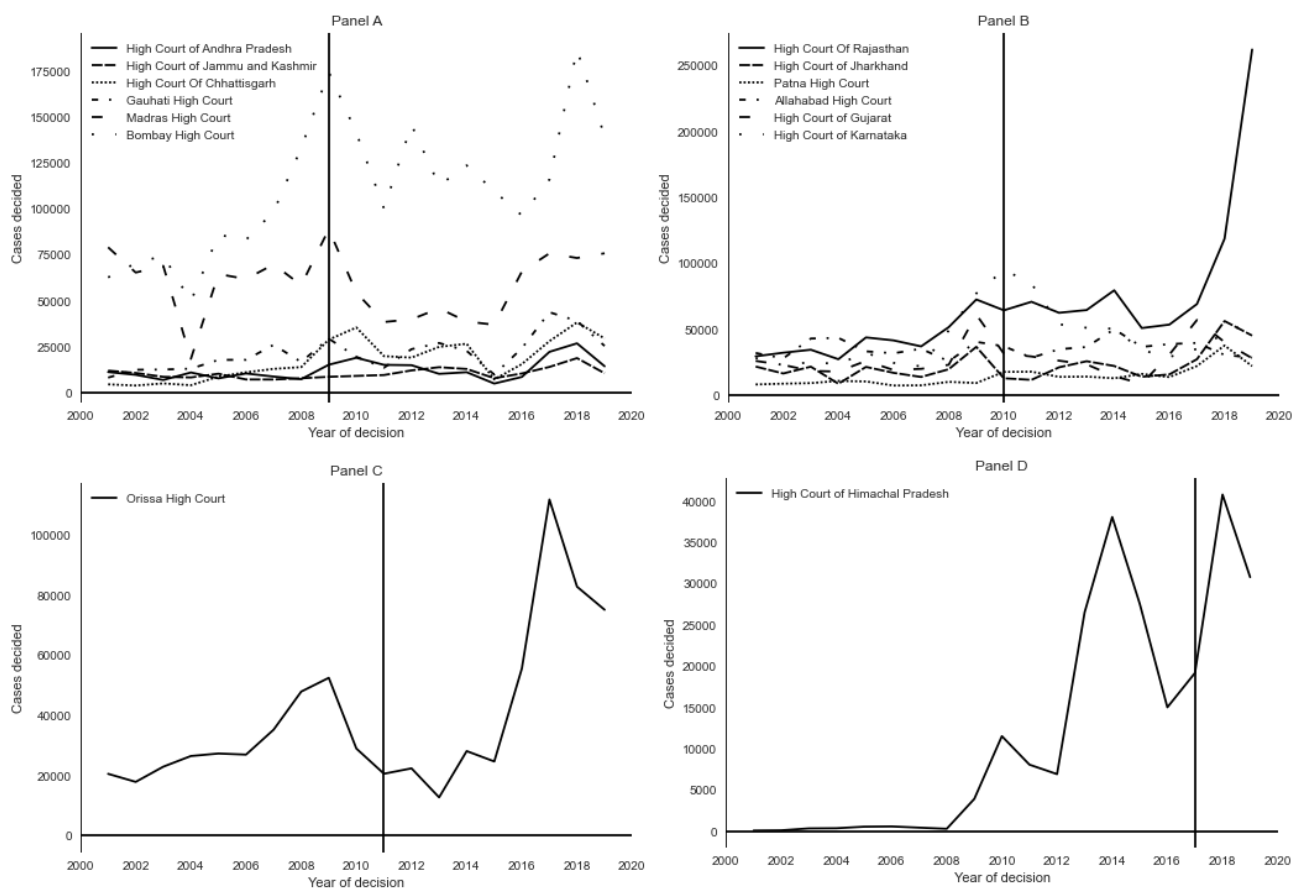 Panel A
High Court of Andhra Pradesh
High Court of Jammu and Kashmir
High Court Of Chhattisgarh
Gauhati High Court
Madras High Court
Bombay High Court
175000
150000
125000
100000
75000
50000
25000
0
Cases decided
2000 2002 2004 2006 2008 2010 2012 2014 2016 2018 2020
Year of decision
Panel B
High Court Of Rajasthan
High Court of Jharkhand
Patna High Court
Allahabad High Court
High Court of Gujarat
High Court of Karnataka
250000
200000
150000
100000
50000
0
Cases decided
2000 2002 2004 2006 2008 2010 2012 2014 2016 2018 2020
Year of decision
Panel C
Orissa High Court
100000
80000
60000
40000
20000
0
Cases decided
2000 2002 2004 2006 2008 2010 2012 2014 2016 2018 2020
Year of decision
Panel D
High Court of Himachal Pradesh
40000
35000
30000
25000
20000
15000
10000
5000
0
Cases decided
2000 2002 2004 2006 2008 2010 2012 2014 2016 2018 2020
Year of decision